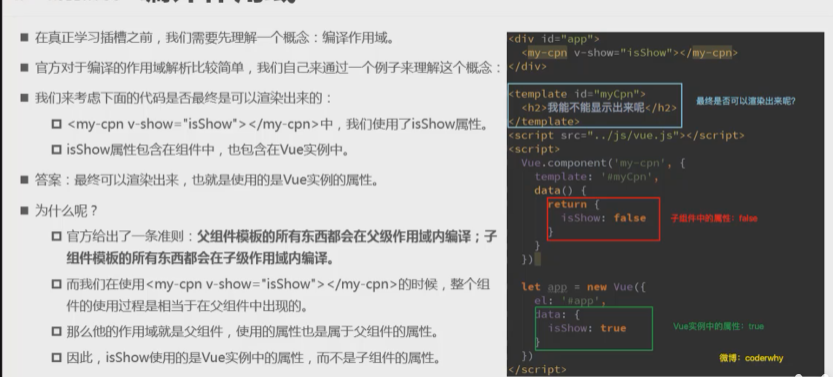 ■ 在真正学习插槽之前，我们需要先理解一个概念：编译作用域。
■ 官方对于编译的作用域解析比较简单，我们自己来通过一个例子来理解这个概念：
■ 我们来考虑下面的代码是否最终是可以渲染出来的：
<my-cpn v-show="isShow"></my-cpn>中，我们使用了isShow属性。
isShow属性包含在组件中，也包含在Vue实例中。
■ 答案：最终可以渲染出来，也就是使用的是Vue实例的属性。
■ 为什么呢？
官方给出了一条准则：父组件模板的所有东西都会在父级作用域内编译；子
组件模板的所有东西都会在子级作用域内编译。
而我们在使用<my-cpn v-show="isShow"></my-cpn>的时候，整个组
件的使用过程是相当于在父组件中出现的。
那么他的作用域就是父组件，使用的属性也是属于父组件的属性。
因此，isShow使用的是Vue实例中的属性，而不是子组件的属性。
<div id="app">
<my-cpn v-show="isShow"></my-cpn>
</div>
<template id="myCpn">
<h2>我能不能显示出来呢</h2>
</template>
最终是否可以渲染出来呢?
<script src="../js/vue.js"></script>
<script>
Vue.component('my-cpn', {
template: '#myCpn',
data() {
return {
isShow: false
子组件中的属性：false
}
}
})
let app = new Vue({
el: '#app',
data: {
isShow: true
Vue实例中的属性：true
}
})
微博：coderwhy
</script>